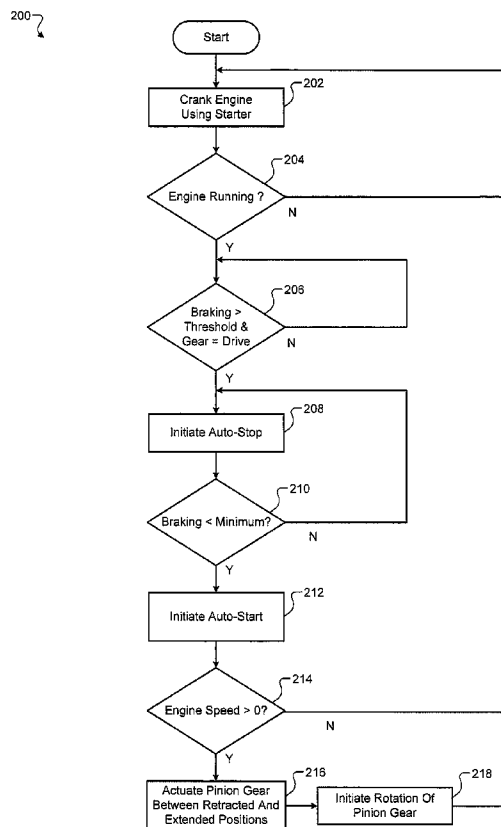 200
Start
Crank Engine
Using Starter
202
204
Engine Running ?
N
Y
206
Braking >
Threshold &
Gear = Drive
N
Y
Initiate Auto-Stop
208
210
Braking < Minimum?
N
Y
Initiate Auto-Start
212
214
Engine Speed > 0?
N
Y
Actuate Pinion Gear
Between Retracted And
Extended Positions
216
Initiate Rotation Of
Pinion Gear
218